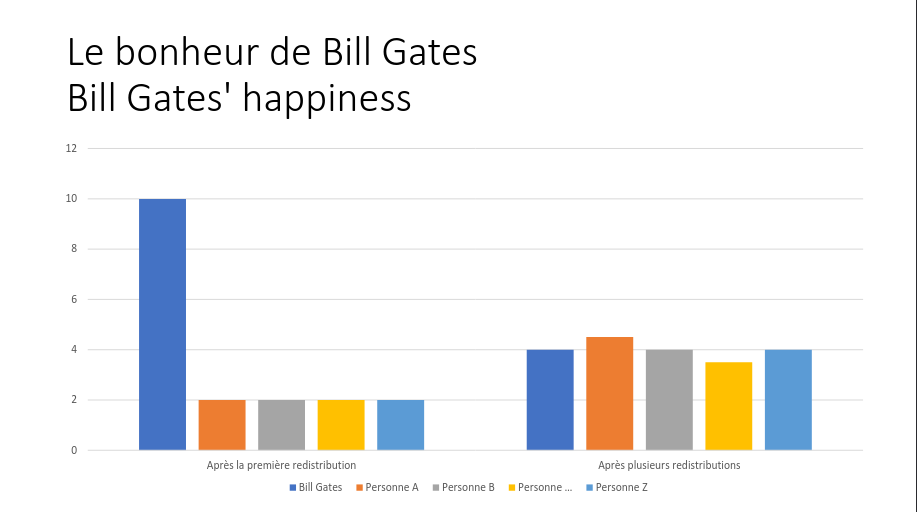 Le bonheur de Bill Gates
Bill Gates' happiness
12
10
8
6
4
2
0
Après la première redistribution
Après plusieurs redistributions
Bill Gates
Personne A
Personne B
Personne ...
Personne Z